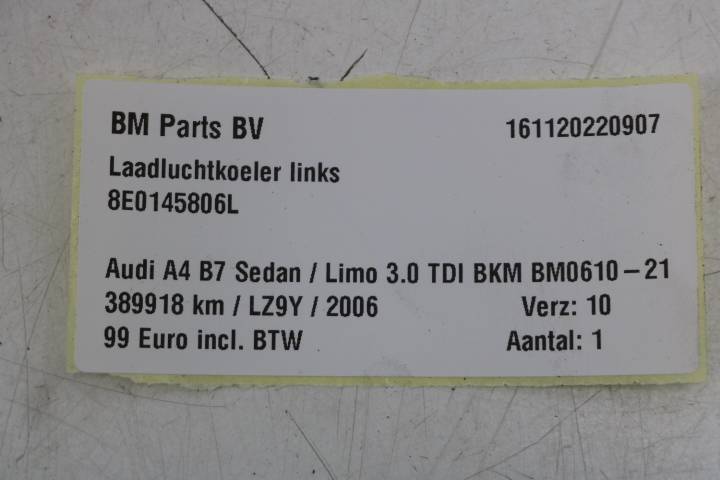 BM Parts BV 161120220907
Laadluchtkoeler links
8E0145806L
Audi A4 B7 Sedan / Limo 3.0 TDI BKM BM0610-21
389918 km / LZ9Y / 2006 Verz: 10
99 Euro incl. BTW Aantal: 1